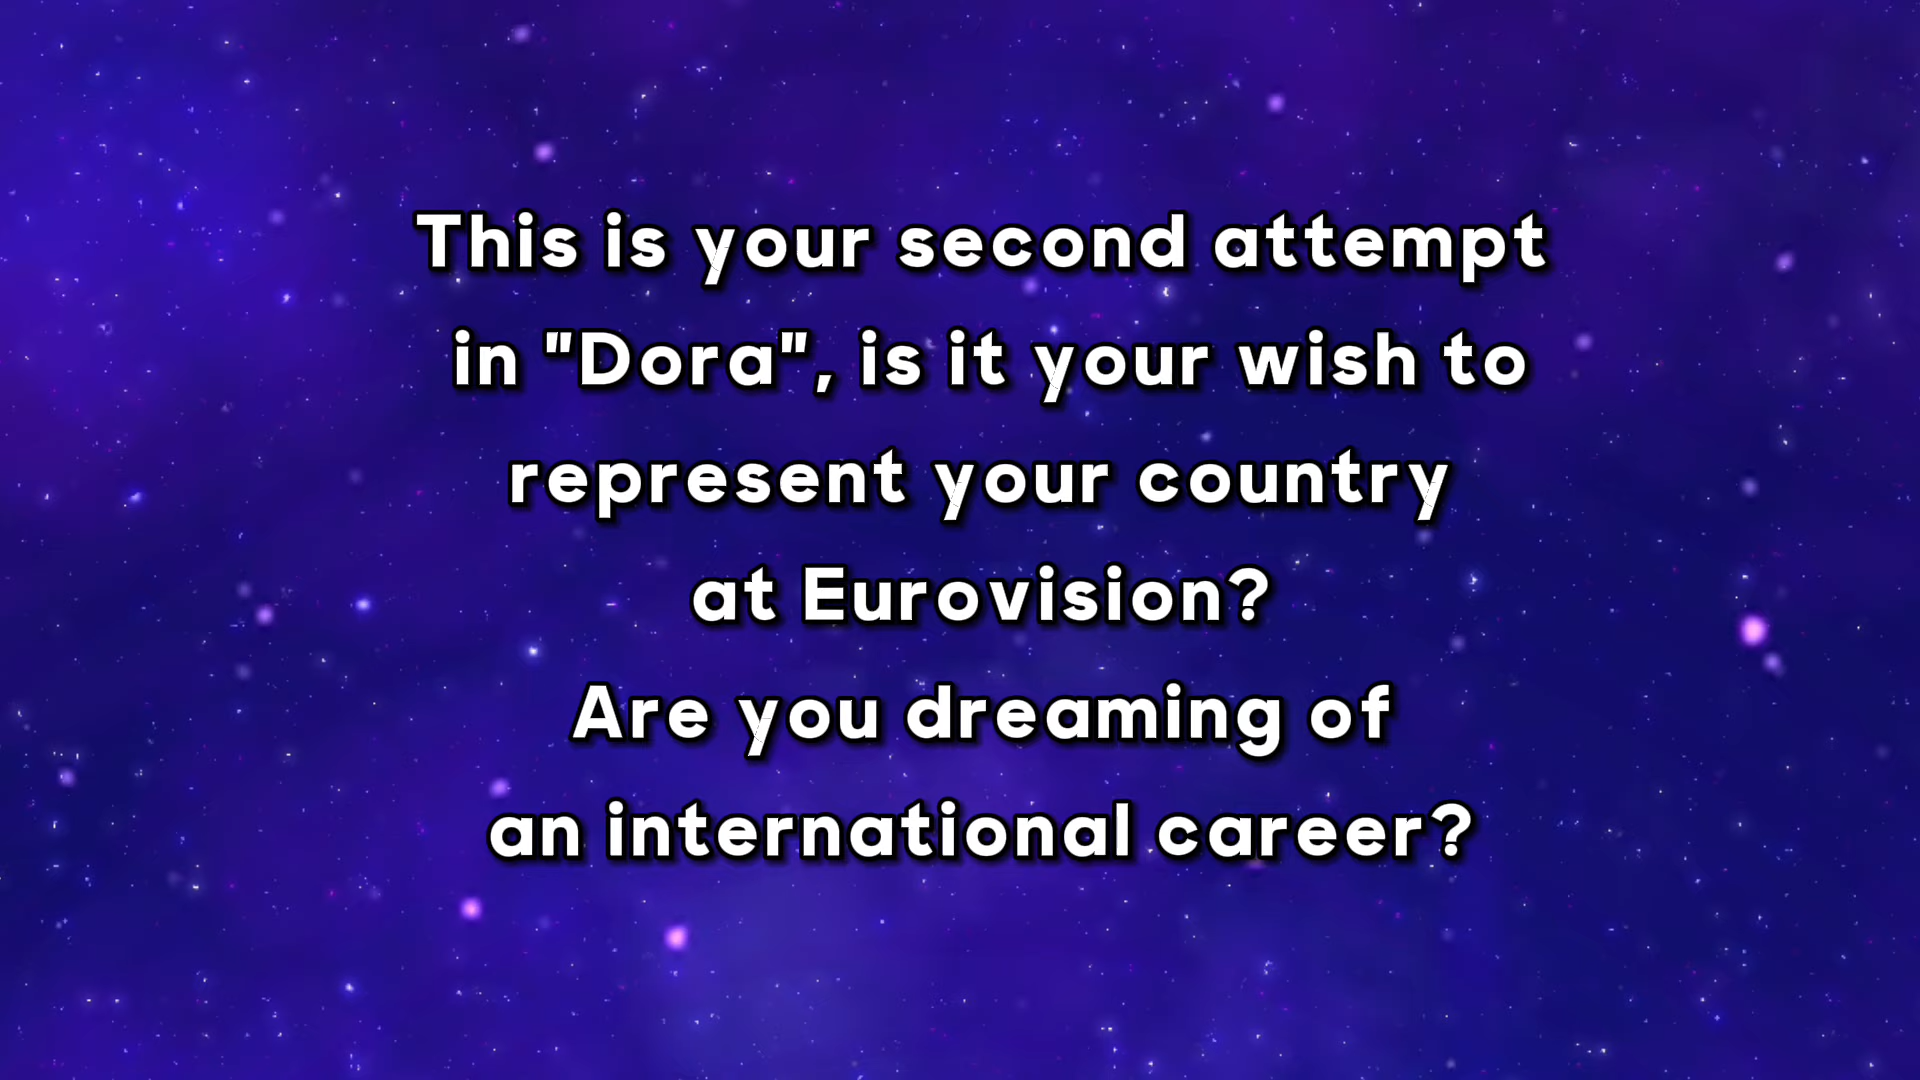 This is your second attempt
in "Dora", is it your wish to
represent your country
at Eurovision?
Are you dreaming of
an international career?